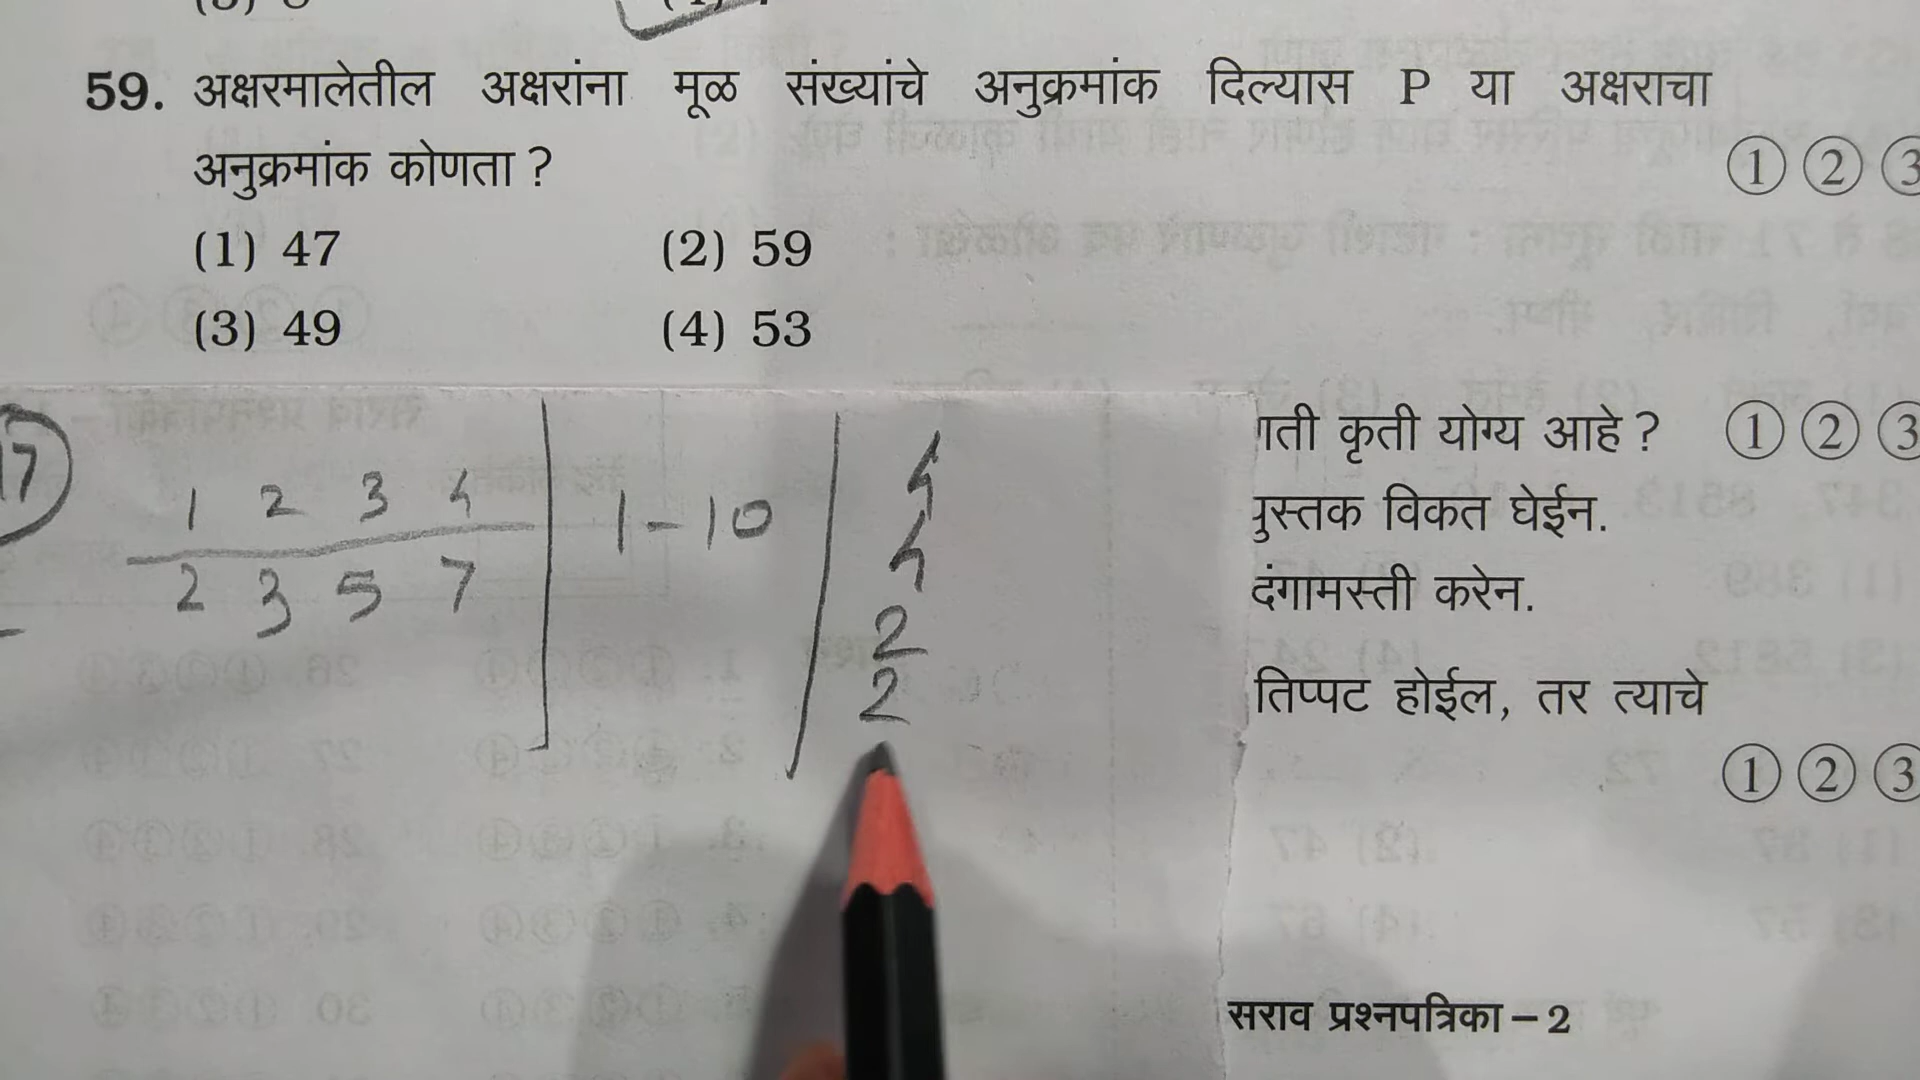 59. अक्षरमालेतील अक्षरांना मूळ संख्यांचे अनुक्रमांक दिल्यास P या अक्षराचा
अनुक्रमांक कोणता ?
① ② ③
(1) 47 (2) 59
(3) 49 (4) 53
गती कृती योग्य आहे ? ① ② ③
पुस्तक विकत घेईन.
दंगामस्ती करेन.
तिप्पट होईल, तर त्याचे
① ② ③
17
1 2 3 4
2 3 5 7
1 - 10
4
4
2
2
सराव प्रश्नपत्रिका – 2